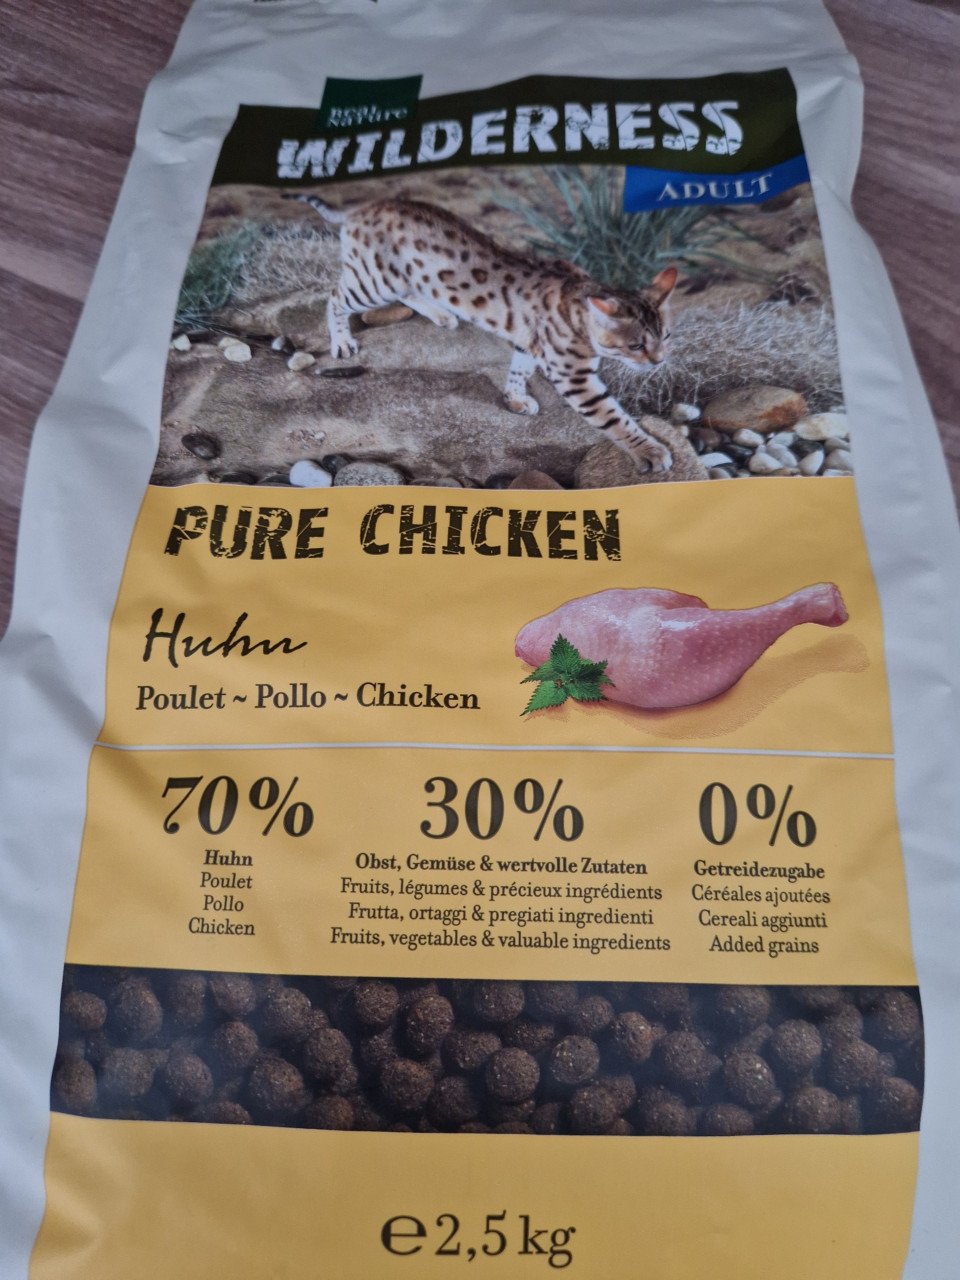 real
nature
WILDERNESS
ADULT
PURE CHICKEN
Huhn
Poulet ~ Pollo ~ Chicken
70%
Huhn
Poulet
Pollo
Chicken
30%
Obst, Gemüse & wertvolle Zutaten
Fruits, légumes & précieux ingrédients
Frutta, ortaggi & pregiati ingredienti
Fruits, vegetables & valuable ingredients
0%
Getreidezugabe
Céréales ajoutées
Cereali aggiunti
Added grains
℮ 2,5 kg